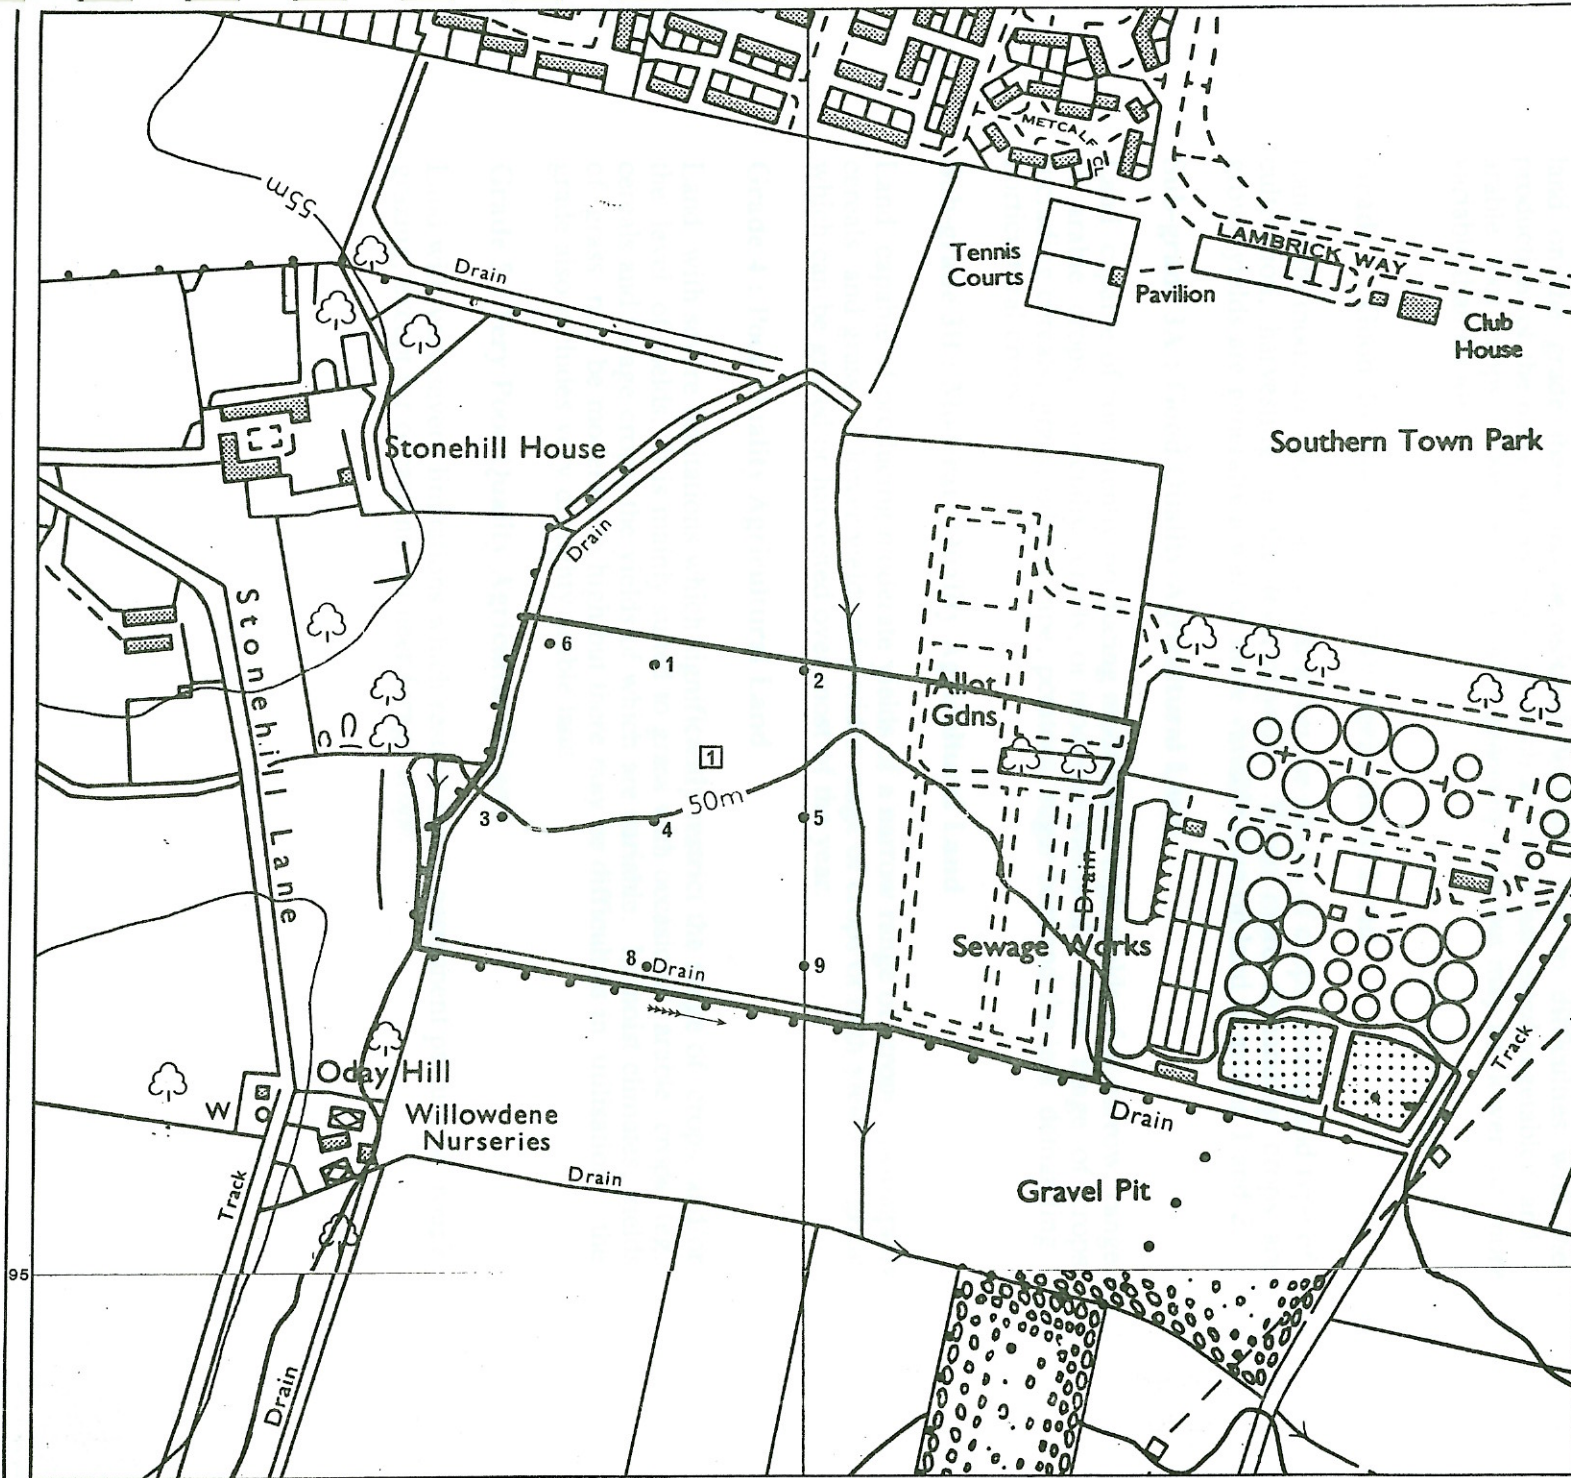 METCALF CL
LAMBRICK WAY
Tennis
Courts
Pavilion
Club
House
55m
Drain
Stonehill House
Southern Town Park
Drain
Stonehill Lane
6
1
2
Allot
Gdns
1
50m
3
4
5
Drain
Sewage Works
8
Drain
9
Track
Oday Hill
W
Willowdene
Nurseries
Drain
Drain
Track
Gravel Pit
95
Drain